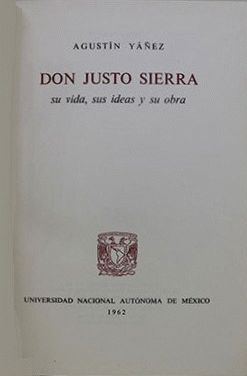 AGUSTÍN YÁÑEZ
DON JUSTO SIERRA
su vida, sus ideas y su obra
UNIVERSIDAD NACIONAL AUTÓNOMA DE MÉXICO
1962